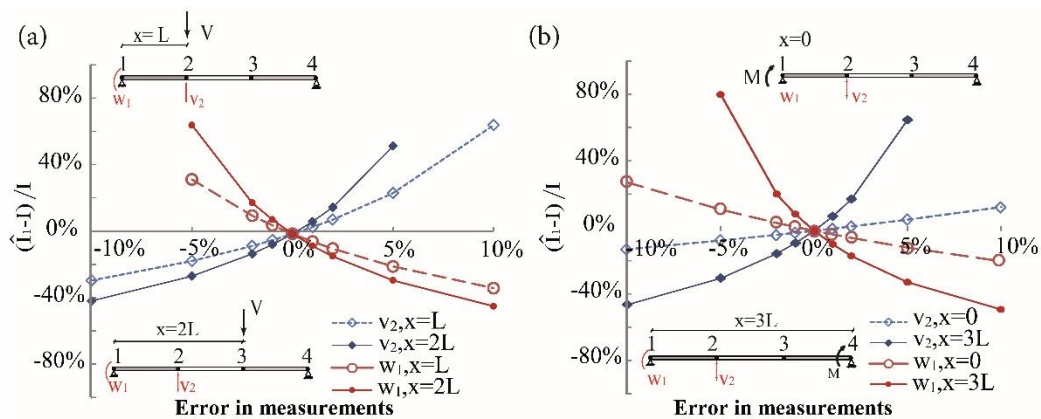 (a)
x= L
V
1 2 3 4
w₁
v₂
80%
40%
0%
-40%
-80%
-10% -5% 0% 5% 10%
(Î₁-I) /I
x=2L
V
1 2 3 4
w₁
v₂
v₂,x=L
v₂,x=2L
w₁,x=L
w₁,x=2L
Error in measurements
(b)
x=0
1 2 3 4
M
w₁
v₂
80%
40%
0%
-40%
-80%
-10% -5% 0% 5% 10%
(Î₁-I) /I
x=3L
1 2 3 4
w₁
v₂
M
v₂,x=0
v₂,x=3L
w₁,x=0
w₁,x=3L
Error in measurements